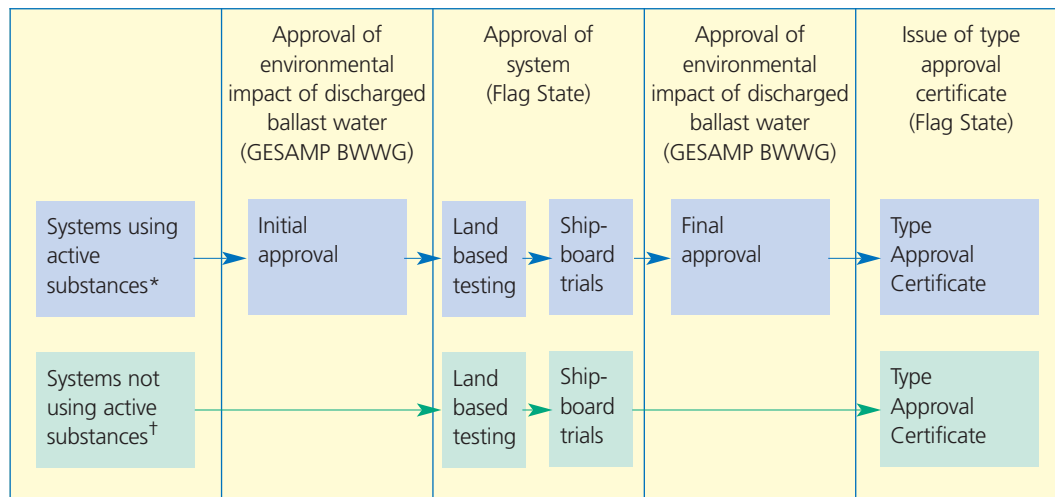 Approval of
environmental
impact of discharged
ballast water
(GESAMP BWWG)
Approval of
system
(Flag State)
Approval of
environmental
impact of discharged
ballast water
(GESAMP BWWG)
Issue of type
approval
certificate
(Flag State)
Systems using
active
substances*
Initial
approval
Land
based
testing
Ship-
board
trials
Final
approval
Type
Approval
Certificate
Systems not
using active
substances†
Land
based
testing
Ship-
board
trials
Type
Approval
Certificate